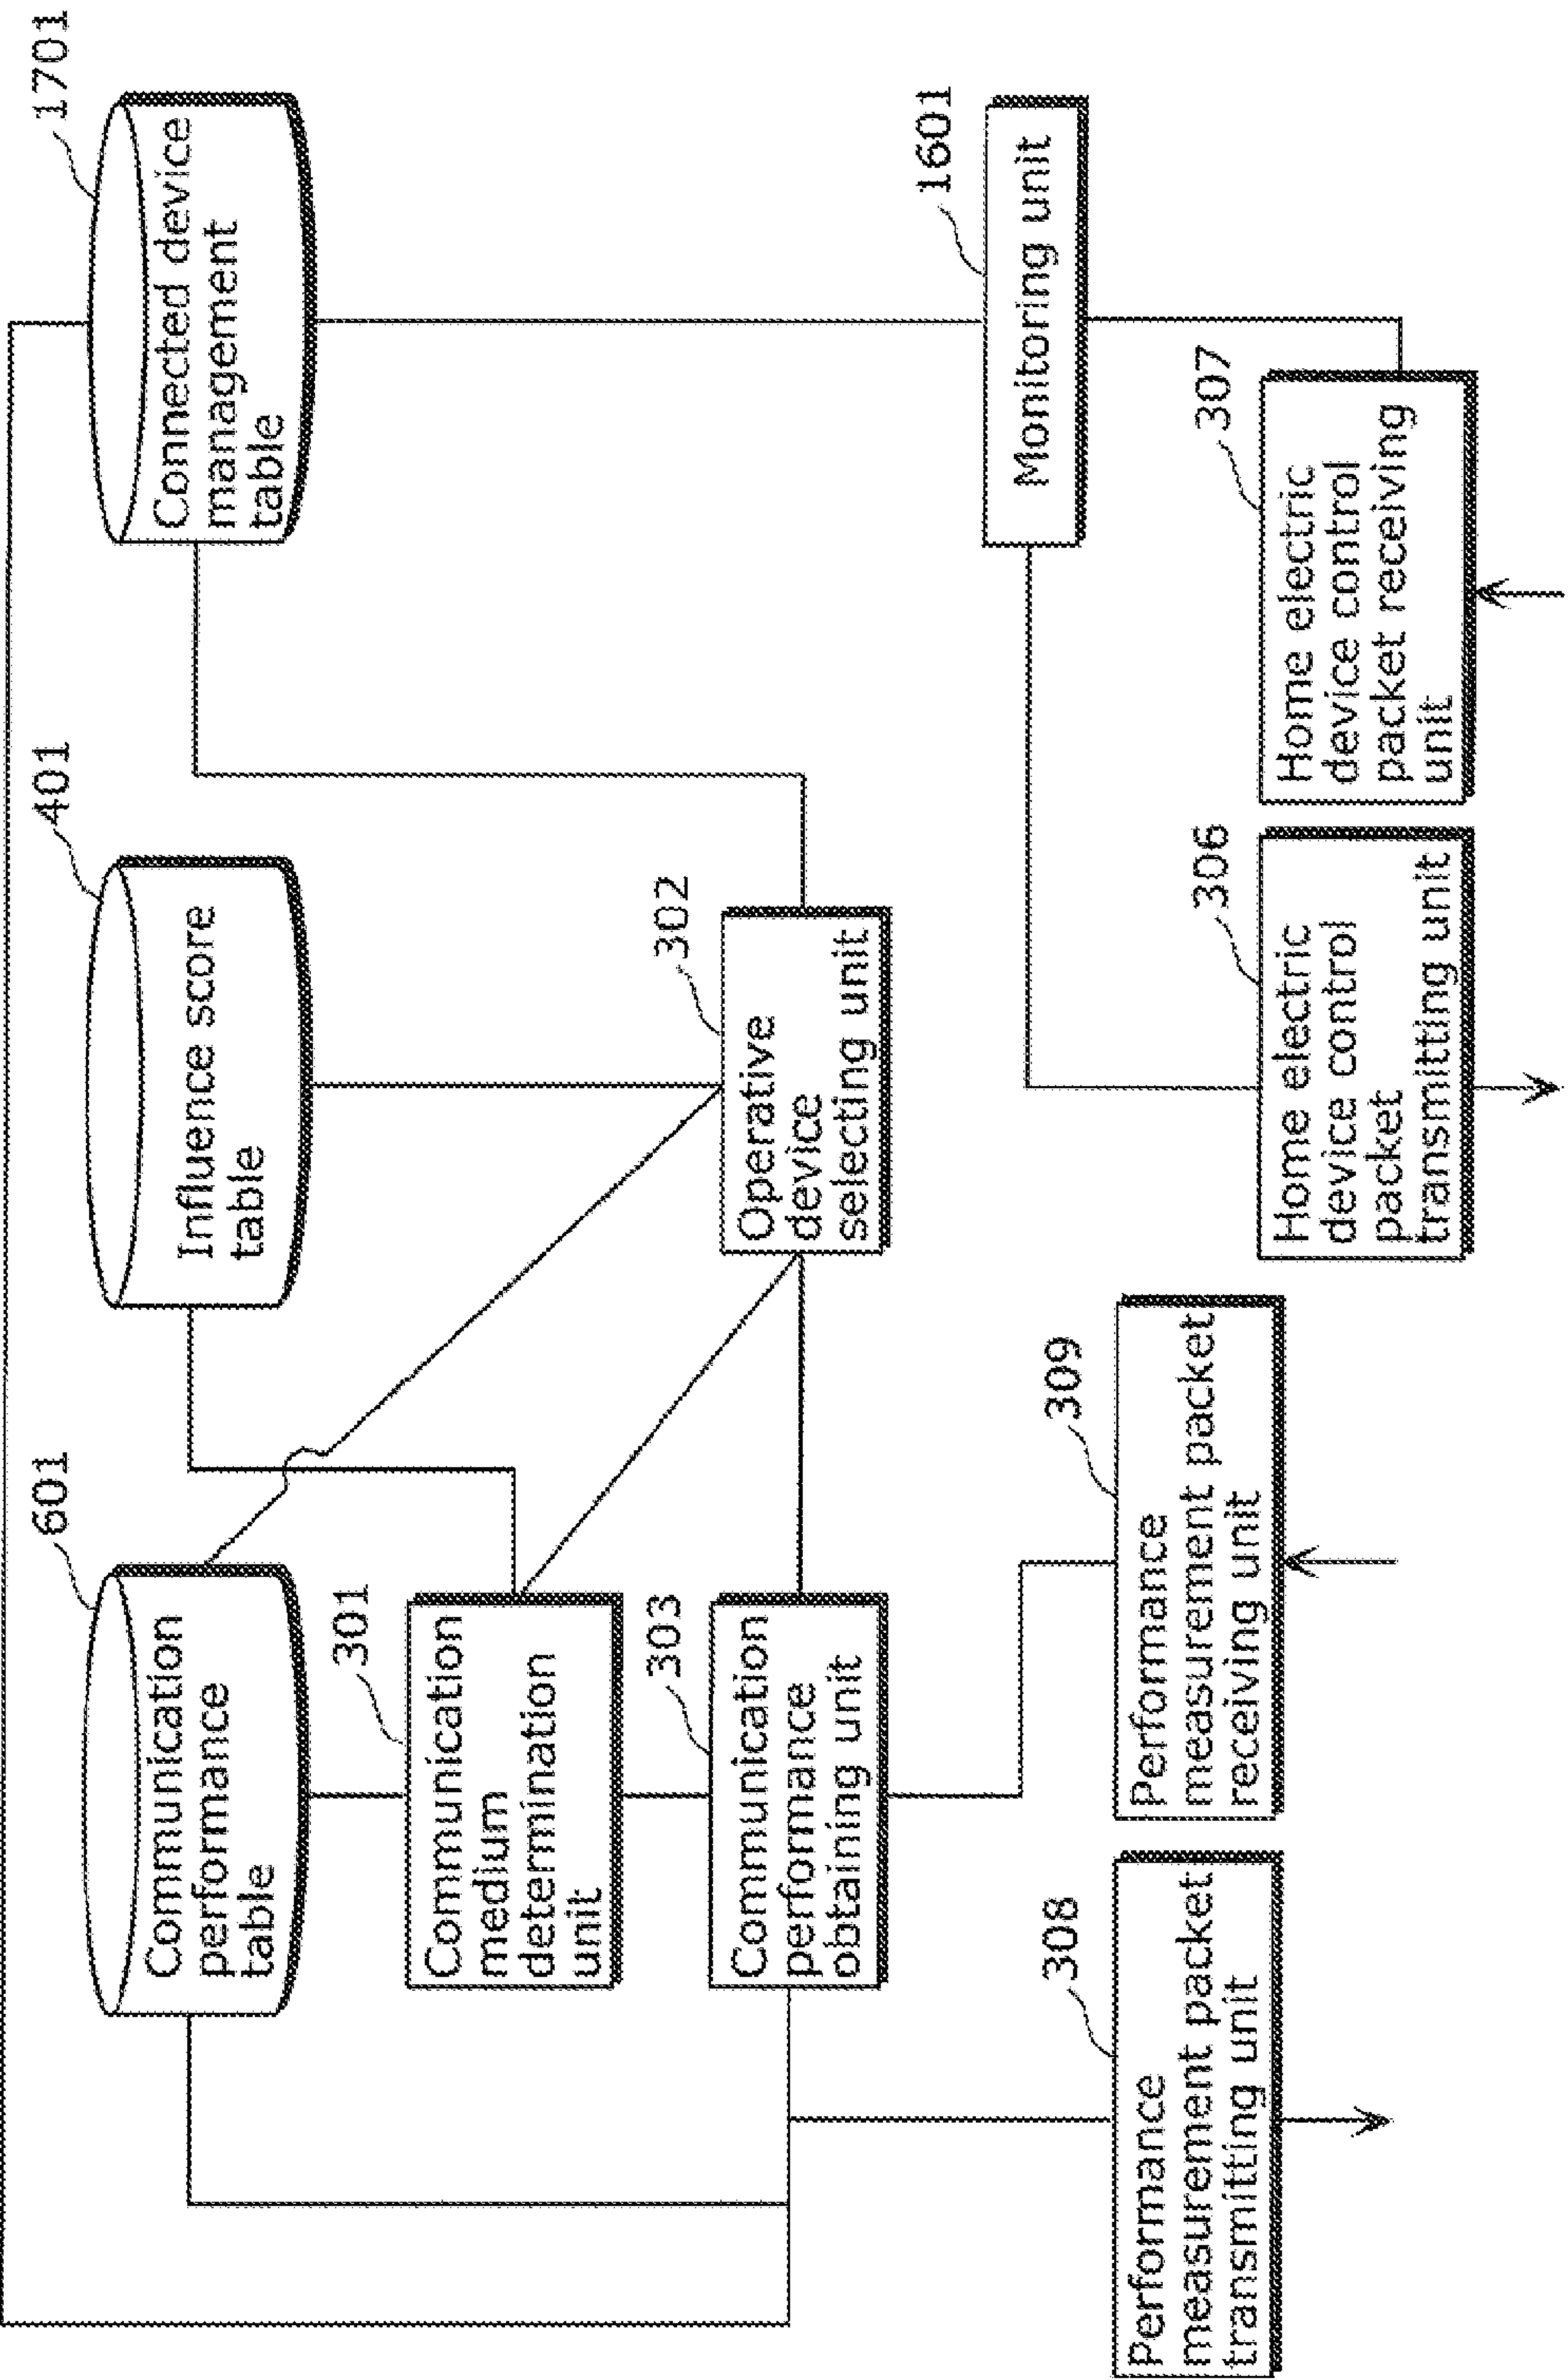 601
Communication
performance
table
401
Influence score
table
1701
Connected device
management
table
301
Communication
medium
determination
unit
303
Communication
performance
obtaining unit
302
Operative
device
selecting unit
1601
Monitoring unit
308
Performance
measurement packet
transmitting unit
309
Performance
measurement packet
receiving unit
306
Home electric
device control
packet
transmitting unit
307
Home electric
device control
packet receiving
unit